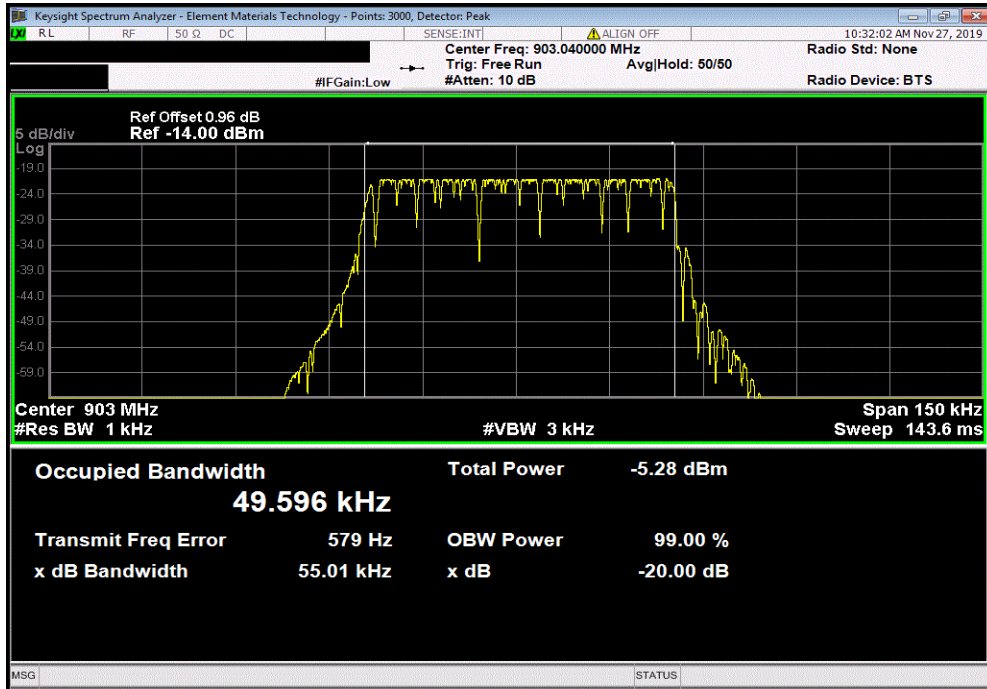 Keysight Spectrum Analyzer - Element Materials Technology - Points: 3000, Detector: Peak
LXI RL RF 50 Ω DC SENSE:INT ALIGN OFF 10:32:02 AM Nov 27, 2019
Center Freq: 903.040000 MHz Radio Std: None
Trig: Free Run Avg|Hold: 50/50
#IFGain:Low #Atten: 10 dB Radio Device: BTS
Ref Offset 0.96 dB
5 dB/div Ref -14.00 dBm
Log
-19.0
-24.0
-29.0
-34.0
-39.0
-44.0
-49.0
-54.0
-59.0
Center 903 MHz Span 150 kHz
#Res BW 1 kHz #VBW 3 kHz Sweep 143.6 ms
Occupied Bandwidth Total Power -5.28 dBm
49.596 kHz
Transmit Freq Error 579 Hz OBW Power 99.00 %
x dB Bandwidth 55.01 kHz x dB -20.00 dB
MSG STATUS